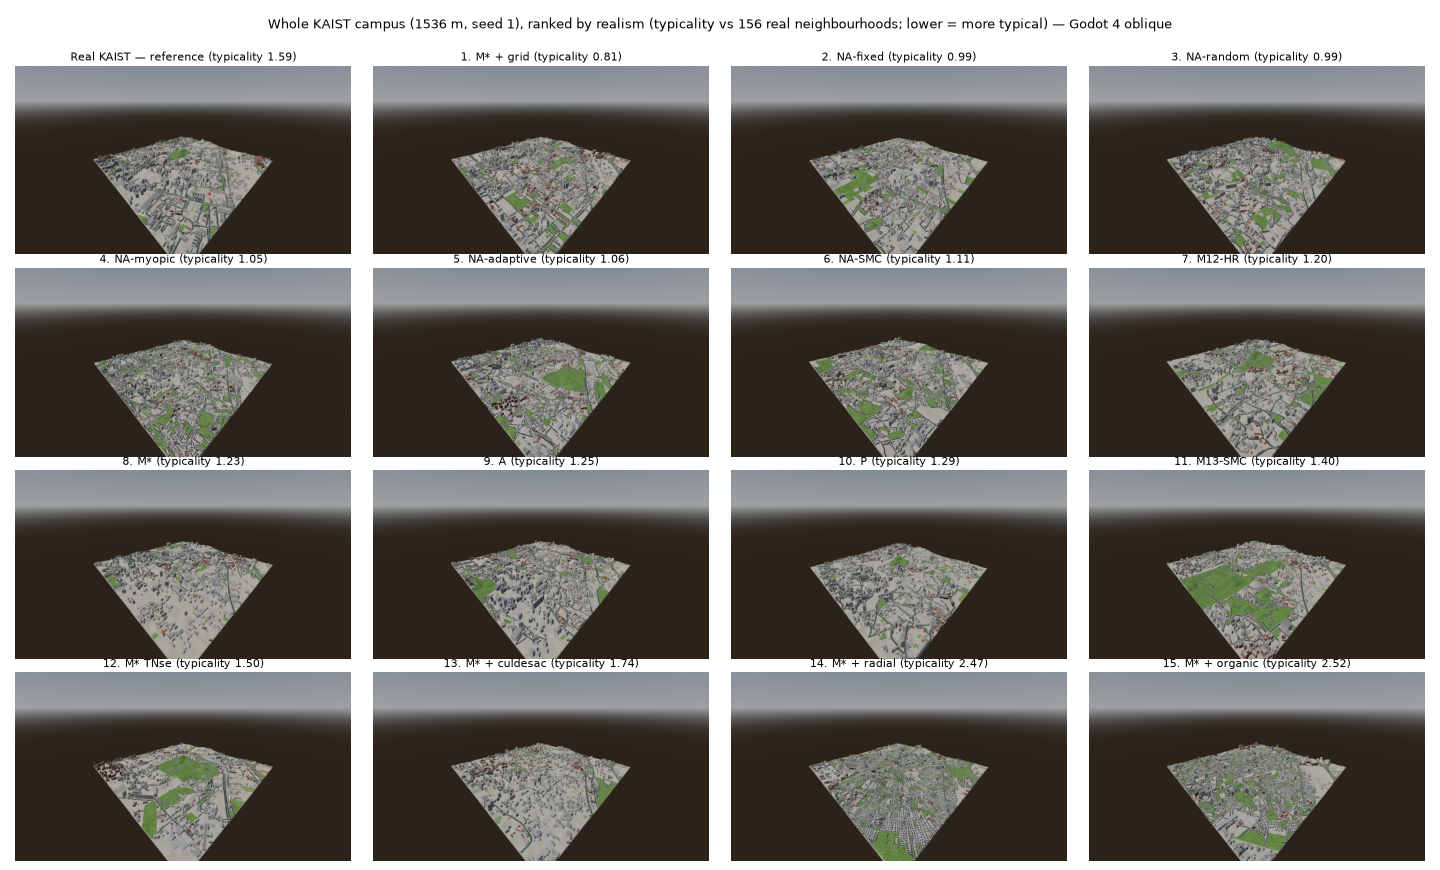 Whole KAIST campus (1536 m, seed 1), ranked by realism (typicality vs 156 real neighbourhoods; lower = more typical) — Godot 4 oblique
Real KAIST — reference (typicality 1.59)
1. M* + grid (typicality 0.81)
2. NA-fixed (typicality 0.99)
3. NA-random (typicality 0.99)
4. NA-myopic (typicality 1.05)
5. NA-adaptive (typicality 1.06)
6. NA-SMC (typicality 1.11)
7. M12-HR (typicality 1.20)
8. M* (typicality 1.23)
9. A (typicality 1.25)
10. P (typicality 1.29)
11. M13-SMC (typicality 1.40)
12. M* TNse (typicality 1.50)
13. M* + culdesac (typicality 1.74)
14. M* + radial (typicality 2.47)
15. M* + organic (typicality 2.52)